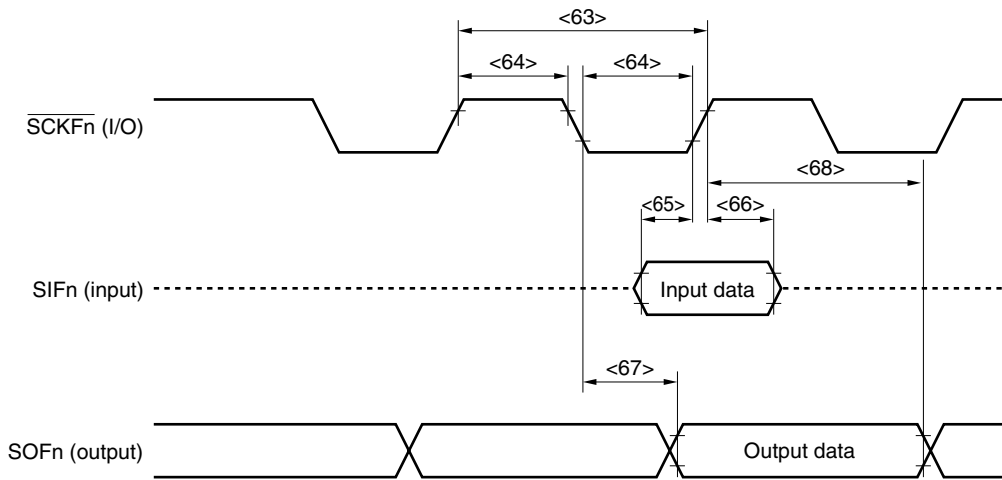 <63>
<64> <64>
SCKFn (I/O)
<68>
<65> <66>
SIFn (input) Input data
<67>
SOFn (output) Output data